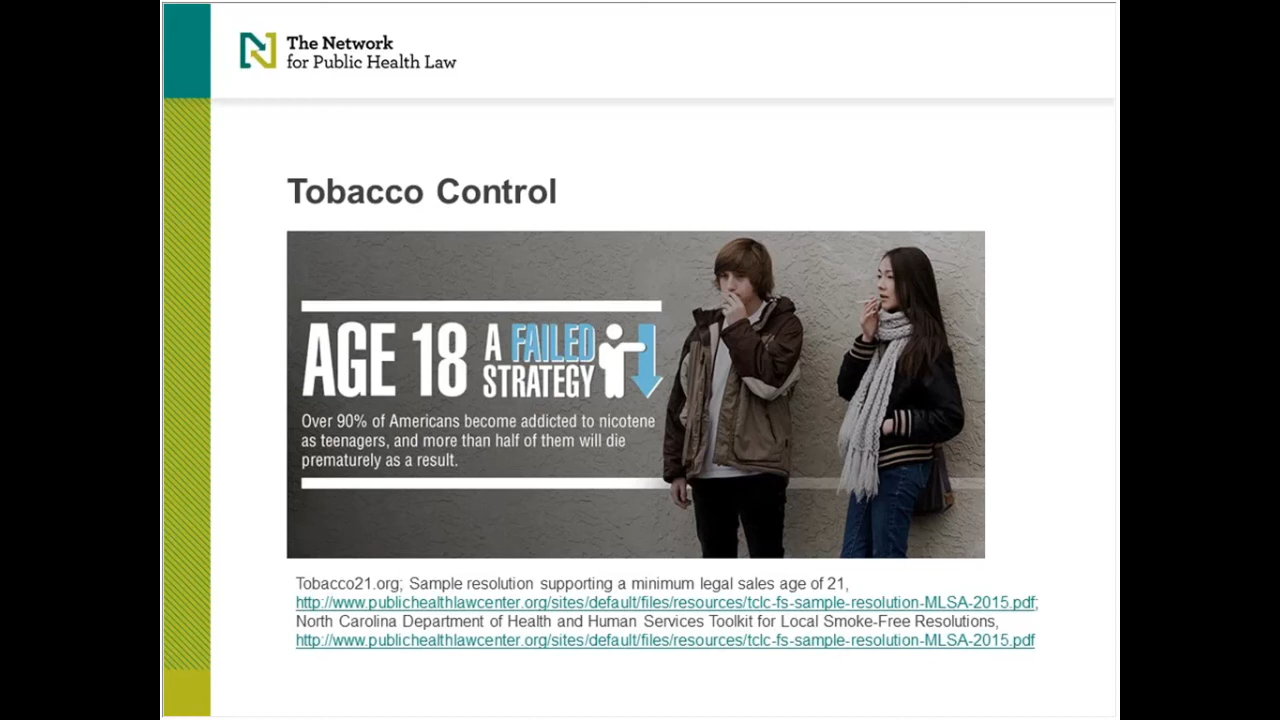 The Network
for Public Health Law
Tobacco Control
AGE 18 A FAILED STRATEGY
Over 90% of Americans become addicted to nicotene
as teenagers, and more than half of them will die
prematurely as a result.
Tobacco21.org; Sample resolution supporting a minimum legal sales age of 21,
http://www.publichealthlawcenter.org/sites/default/files/resources/tclc-fs-sample-resolution-MLSA-2015.pdf;
North Carolina Department of Health and Human Services Toolkit for Local Smoke-Free Resolutions,
http://www.publichealthlawcenter.org/sites/default/files/resources/tclc-fs-sample-resolution-MLSA-2015.pdf